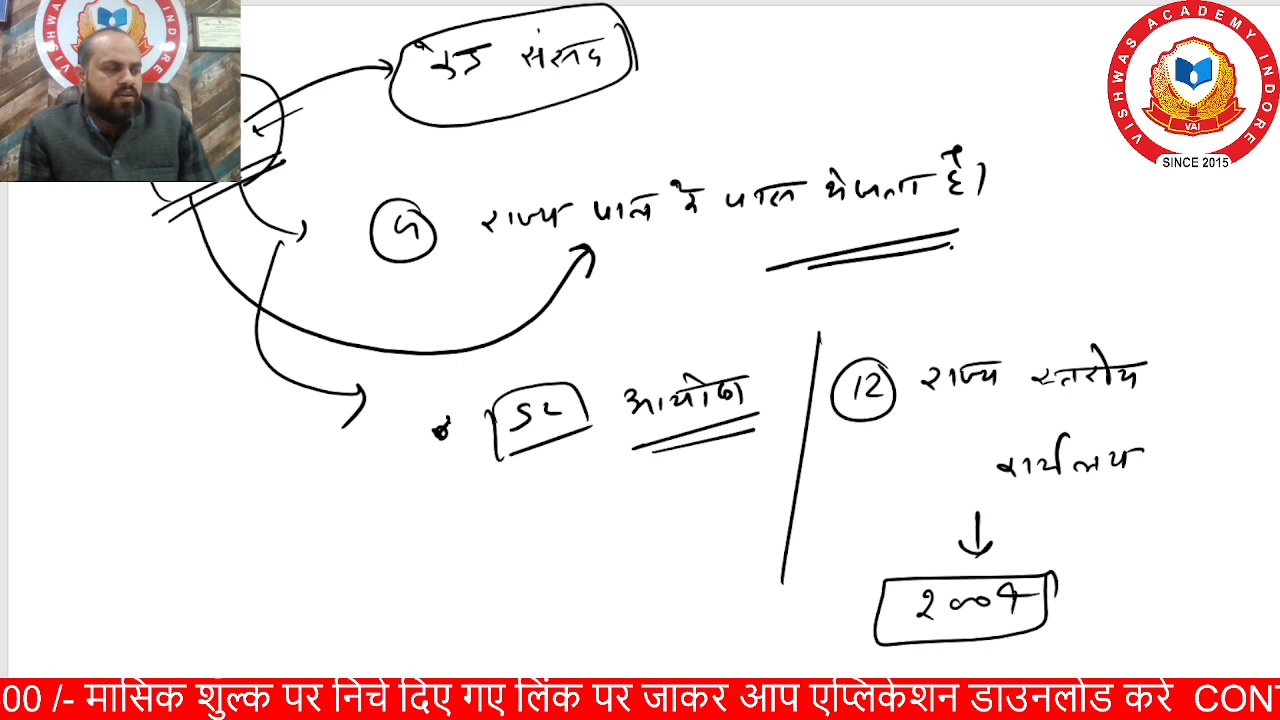 VISHWAS ACADEMY INDORE
VAI
SINCE 2015
संसद
राज्य पाल के पास भेजता है।
SC आयोग
12 राज्य स्तरीय
कार्यालय
2004
00 /- मासिक शुल्क पर निचे दिए गए लिंक पर जाकर आप एप्लिकेशन डाउनलोड करे CONT